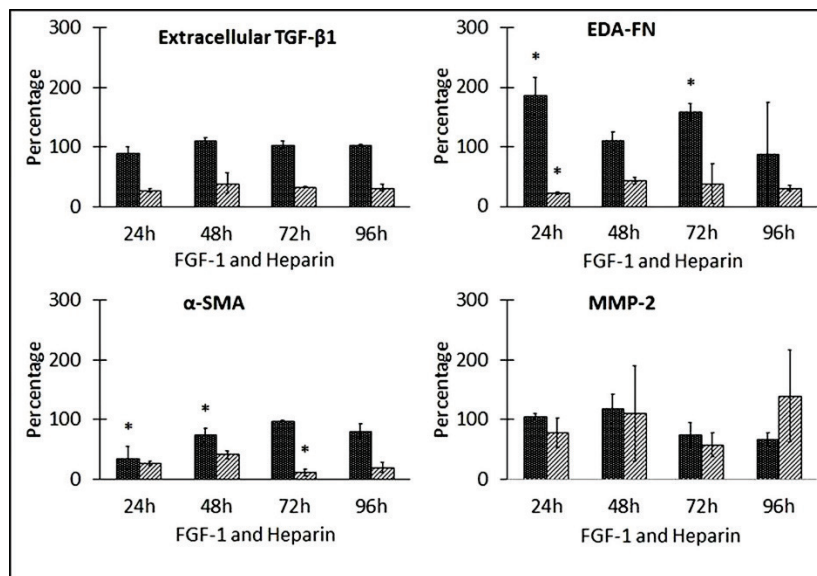 Extracellular TGF-β1
300
200
100
0
Percentage
24h 48h 72h 96h
FGF-1 and Heparin
EDA-FN
300
200
100
0
Percentage
* * *
24h 48h 72h 96h
FGF-1 and Heparin
α-SMA
300
200
100
0
Percentage
* * *
24h 48h 72h 96h
FGF-1 and Heparin
MMP-2
300
200
100
0
Percentage
24h 48h 72h 96h
FGF-1 and Heparin